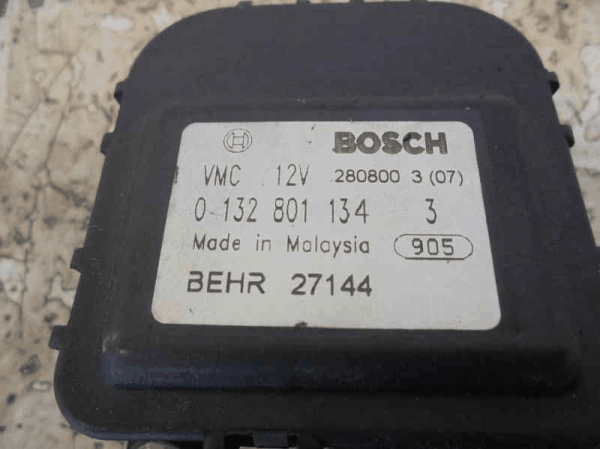 BOSCH
VMC 12V 280800 3 (07)
0 132 801 134 3
Made in Malaysia 905
BEHR 27144